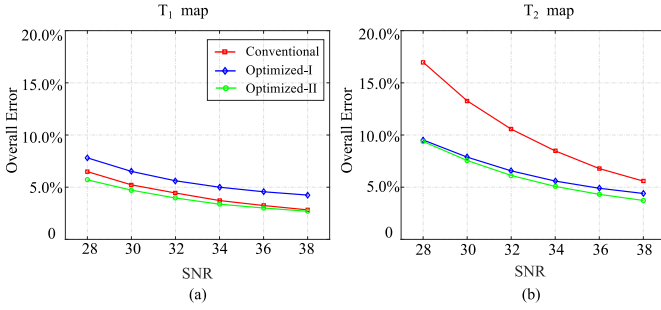 T1 map
20.0%
15.0%
10.0%
5.0%
0
Overall Error
Conventional
Optimized-I
Optimized-II
28 30 32 34 36 38
SNR
(a)
T2 map
20.0%
15.0%
10.0%
5.0%
0
Overall Error
28 30 32 34 36 38
SNR
(b)